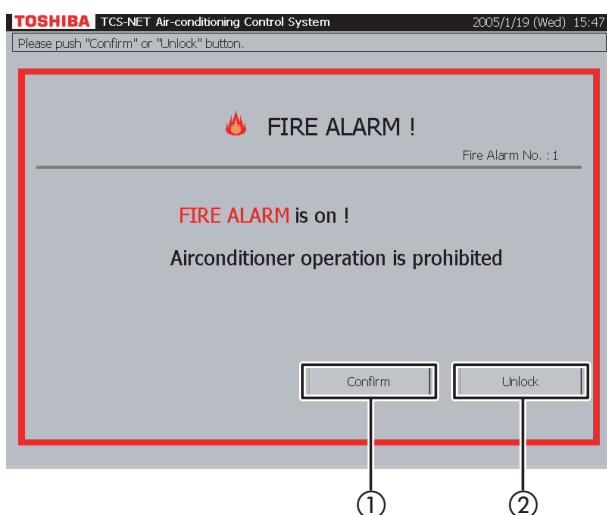 TOSHIBA TCS-NET Air-conditioning Control System 2005/1/19 (Wed) 15:47
Please push "Confirm" or "Unlock" button.
FIRE ALARM !
Fire Alarm No. : 1
FIRE ALARM is on !
Airconditioner operation is prohibited
Confirm Unlock
① ②